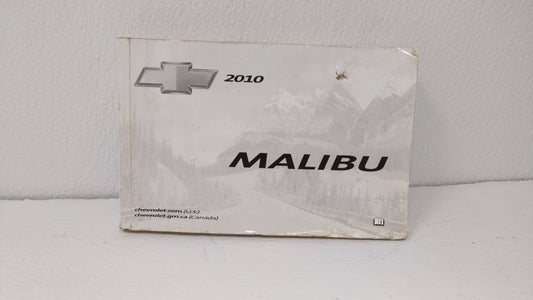 2010
MALIBU
chevrolet.com (U.S.)
chevrolet.gm.ca (Canada)